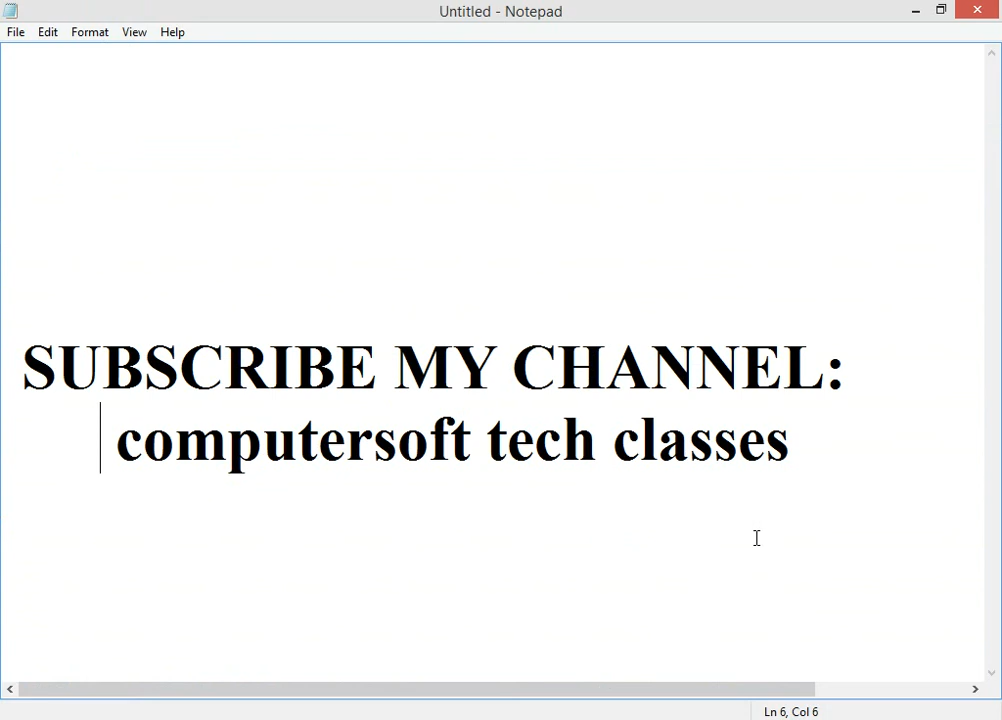 Untitled - Notepad
File Edit Format View Help
SUBSCRIBE MY CHANNEL:
computersoft tech classes
Ln 6, Col 6